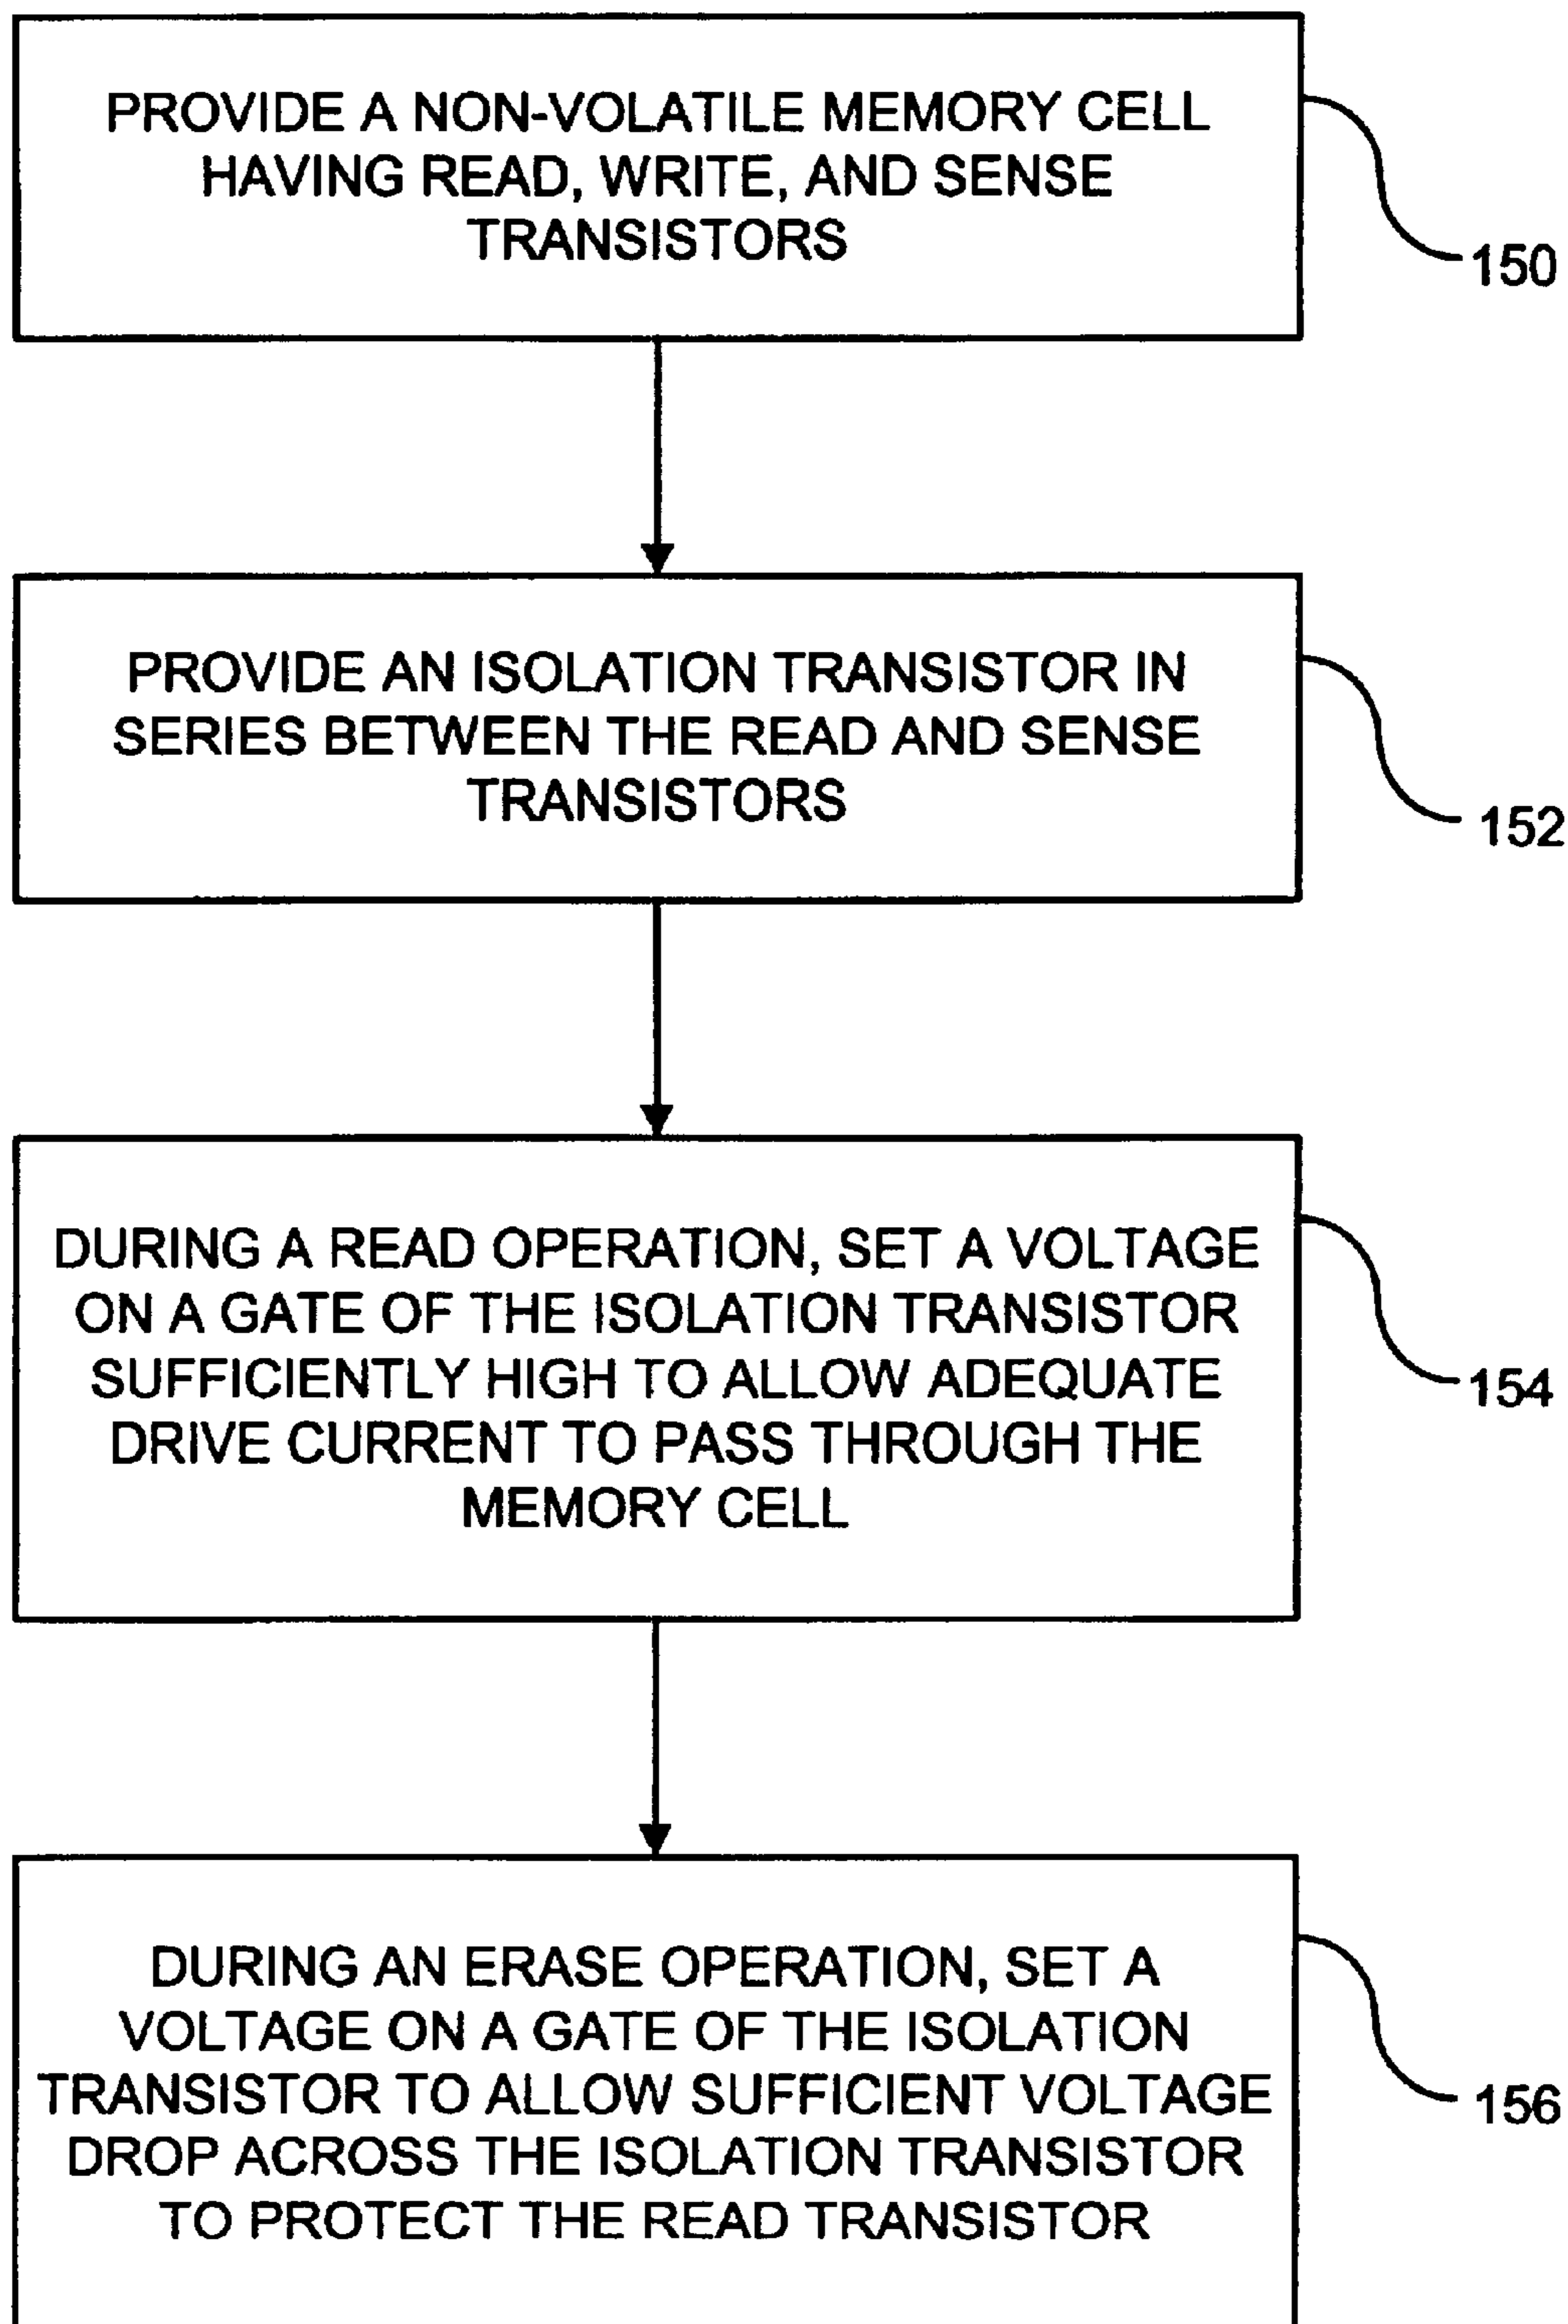 PROVIDE A NON-VOLATILE MEMORY CELL
HAVING READ, WRITE, AND SENSE
TRANSISTORS
150
PROVIDE AN ISOLATION TRANSISTOR IN
SERIES BETWEEN THE READ AND SENSE
TRANSISTORS
152
DURING A READ OPERATION, SET A VOLTAGE
ON A GATE OF THE ISOLATION TRANSISTOR
SUFFICIENTLY HIGH TO ALLOW ADEQUATE
DRIVE CURRENT TO PASS THROUGH THE
MEMORY CELL
154
DURING AN ERASE OPERATION, SET A
VOLTAGE ON A GATE OF THE ISOLATION
TRANSISTOR TO ALLOW SUFFICIENT VOLTAGE
DROP ACROSS THE ISOLATION TRANSISTOR
TO PROTECT THE READ TRANSISTOR
156